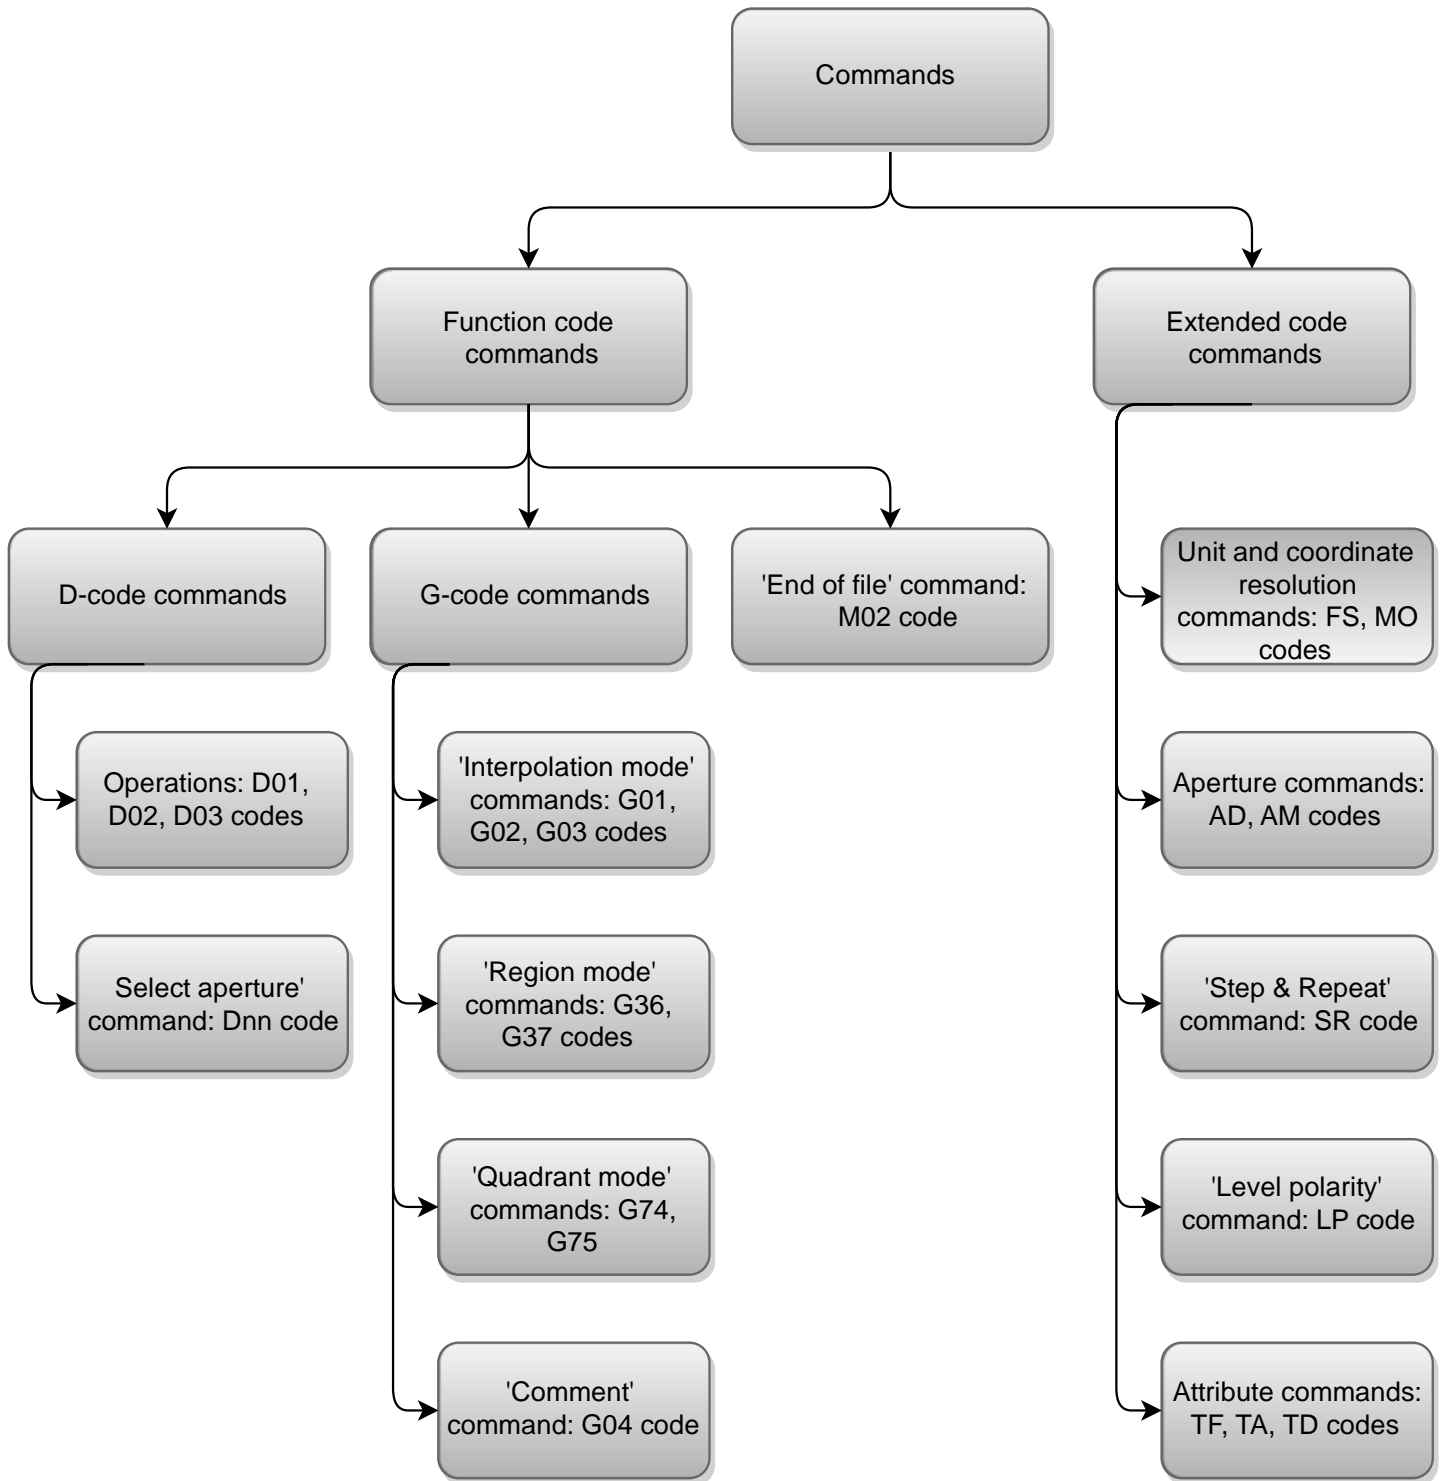 Commands
Function code
commands
Extended code
commands
D-code commands
G-code commands
'End of file' command:
M02 code
Unit and coordinate
resolution
commands: FS, MO
codes
Operations: D01,
D02, D03 codes
'Interpolation mode'
commands: G01,
G02, G03 codes
Aperture commands:
AD, AM codes
Select aperture'
command: Dnn code
'Region mode'
commands: G36,
G37 codes
'Step & Repeat'
command: SR code
'Quadrant mode'
commands: G74,
G75
'Level polarity'
command: LP code
'Comment'
command: G04 code
Attribute commands:
TF, TA, TD codes